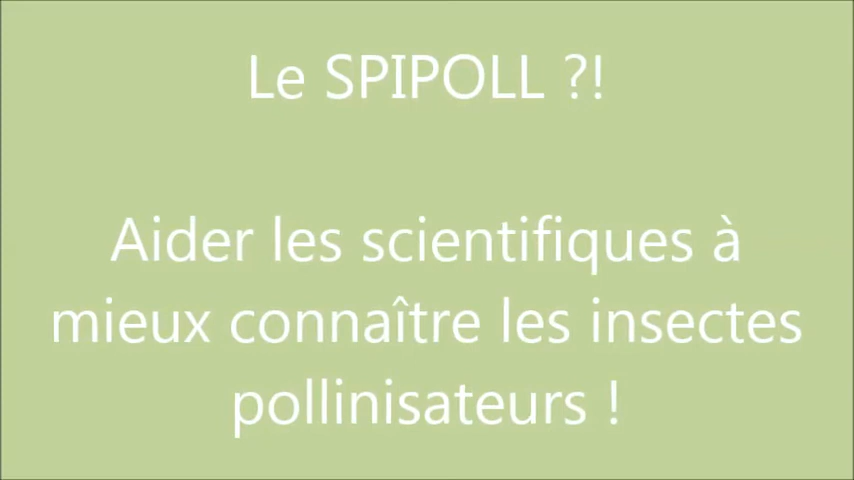 Le SPIPOLL ?!
Aider les scientifiques à
mieux connaître les insectes
pollinisateurs !